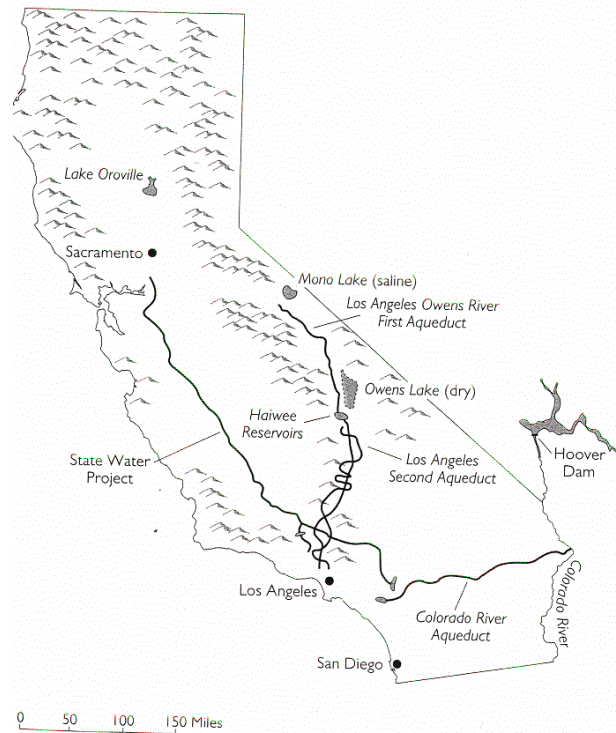 Lake Oroville
Sacramento
Mono Lake (saline)
Los Angeles Owens River
First Aqueduct
Owens Lake (dry)
Haiwee
Reservoirs
Hoover
Dam
State Water
Project
Los Angeles
Second Aqueduct
Los Angeles
Colorado River
Aqueduct
Colorado River
San Diego
0 50 100 150 Miles